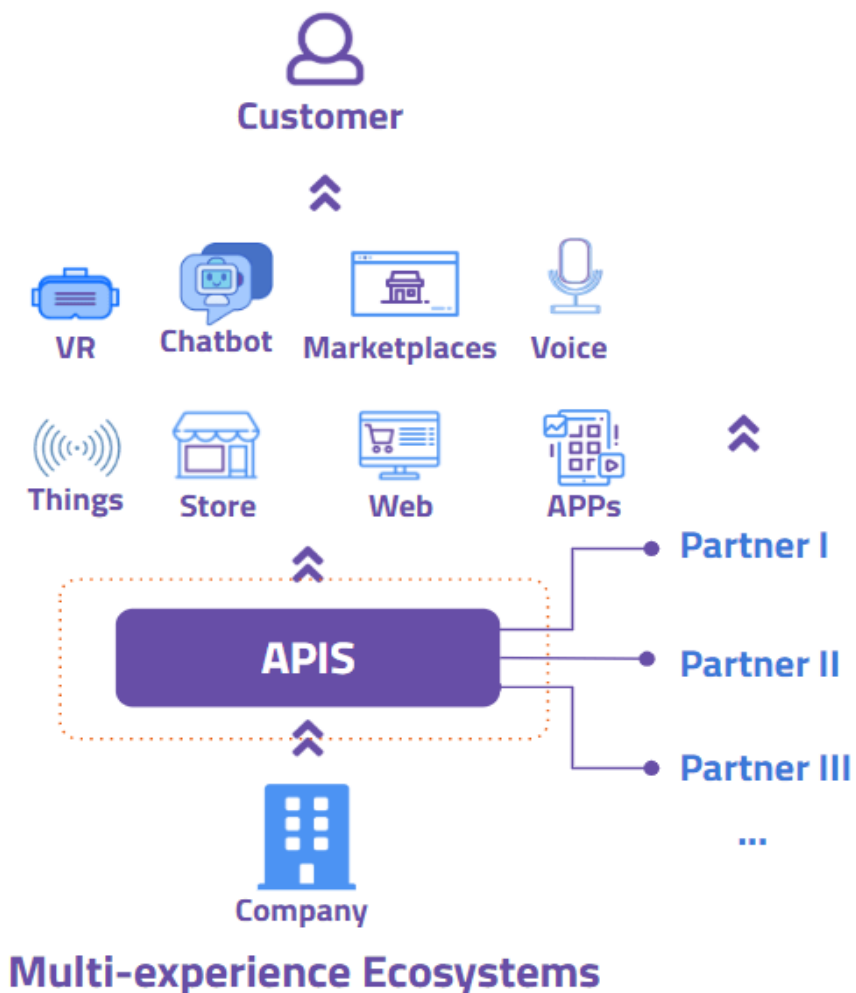 Customer
VR
Chatbot
Marketplaces
Voice
Things
Store
Web
APPs
Partner I
APIS
Partner II
Partner III
...
Company
Multi-experience Ecosystems